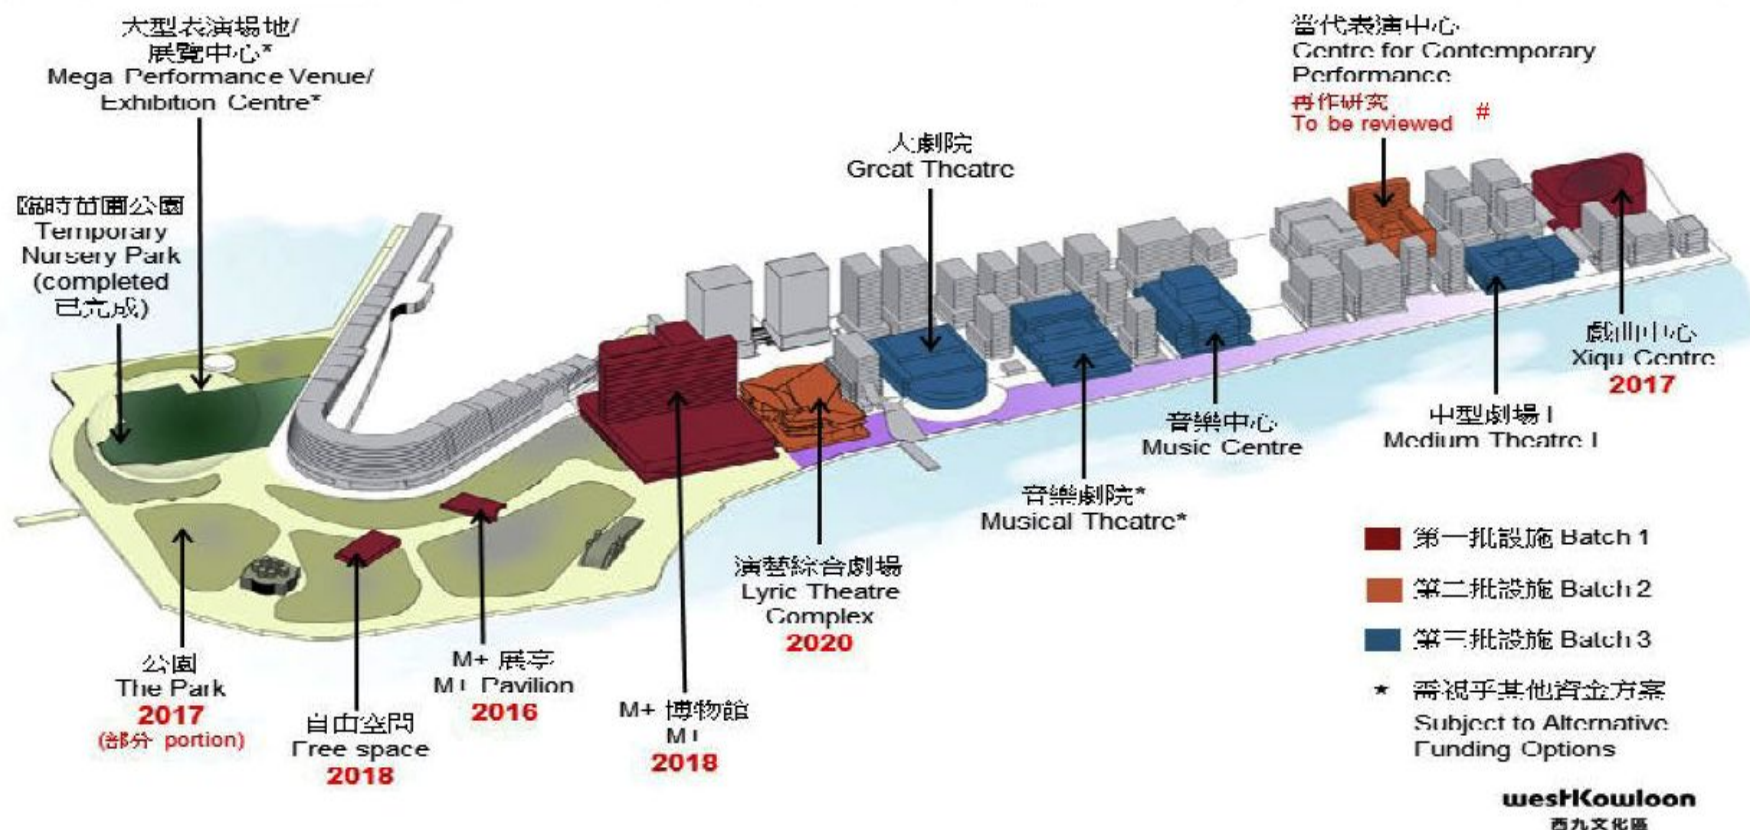 大型表演場地/
展覽中心*
Mega Performance Venue/
Exhibition Centre*
臨時苗圃公園
Temporary
Nursery Park
(completed
已完成)
大劇院
Great Theatre
當代表演中心
Centre for Contemporary
Performance
再作研究
To be reviewed #
戲曲中心
Xiqu Centre
2017
中型劇場 I
Medium Theatre I
音樂中心
Music Centre
音樂劇院*
Musical Theatre*
演藝綜合劇場
Lyric Theatre
Complex
2020
M+ 博物館
M+
2018
M+ 展亭
M+ Pavilion
2016
自由空間
Free space
2018
公園
The Park
2017
(部分 portion)
第一批設施 Batch 1
第二批設施 Batch 2
第三批設施 Batch 3
* 需視乎其他資金方案
Subject to Alternative
Funding Options
westKowloon
西九文化區